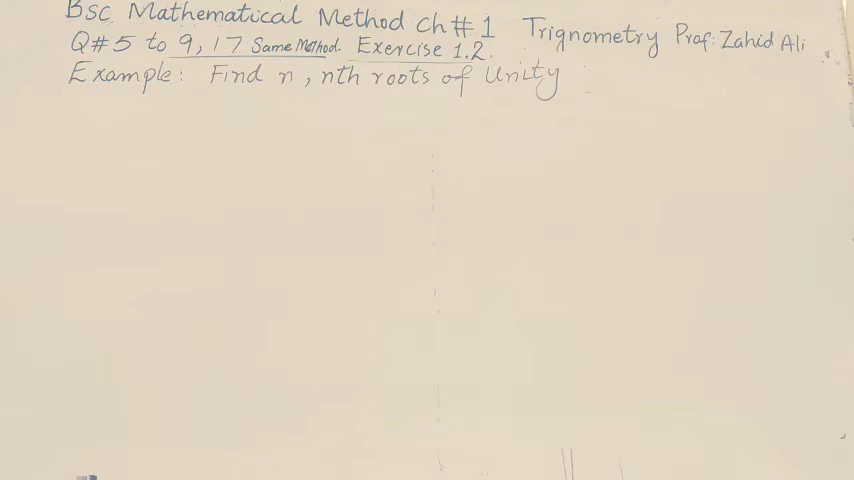 Bsc Mathematical Method Ch#1 Trignometry Prof: Zahid Ali
Q#5 to 9, 17 Same Method. Exercise 1.2.
Example: Find n, nth roots of Unity